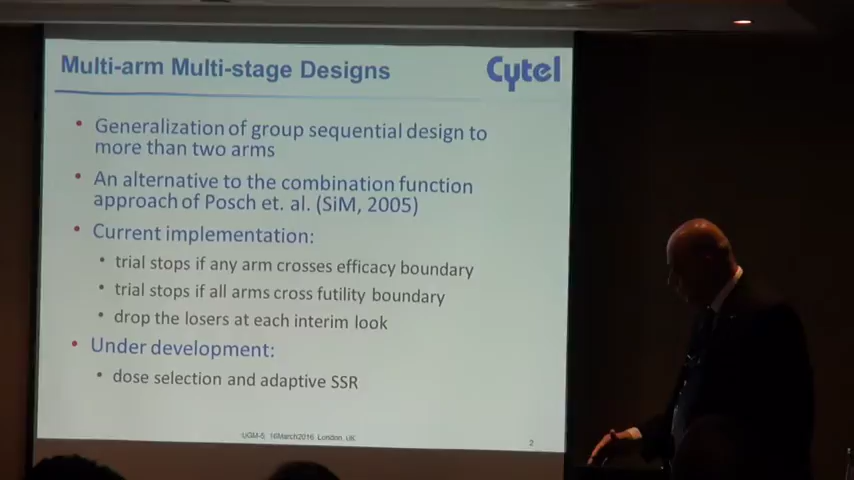 Multi-arm Multi-stage Designs
Cytel
• Generalization of group sequential design to
more than two arms
• An alternative to the combination function
approach of Posch et. al. (SiM, 2005)
• Current implementation:
• trial stops if any arm crosses efficacy boundary
• trial stops if all arms cross futility boundary
• drop the losers at each interim look
• Under development:
• dose selection and adaptive SSR
UGM-5, 16March2016 London, UK
2